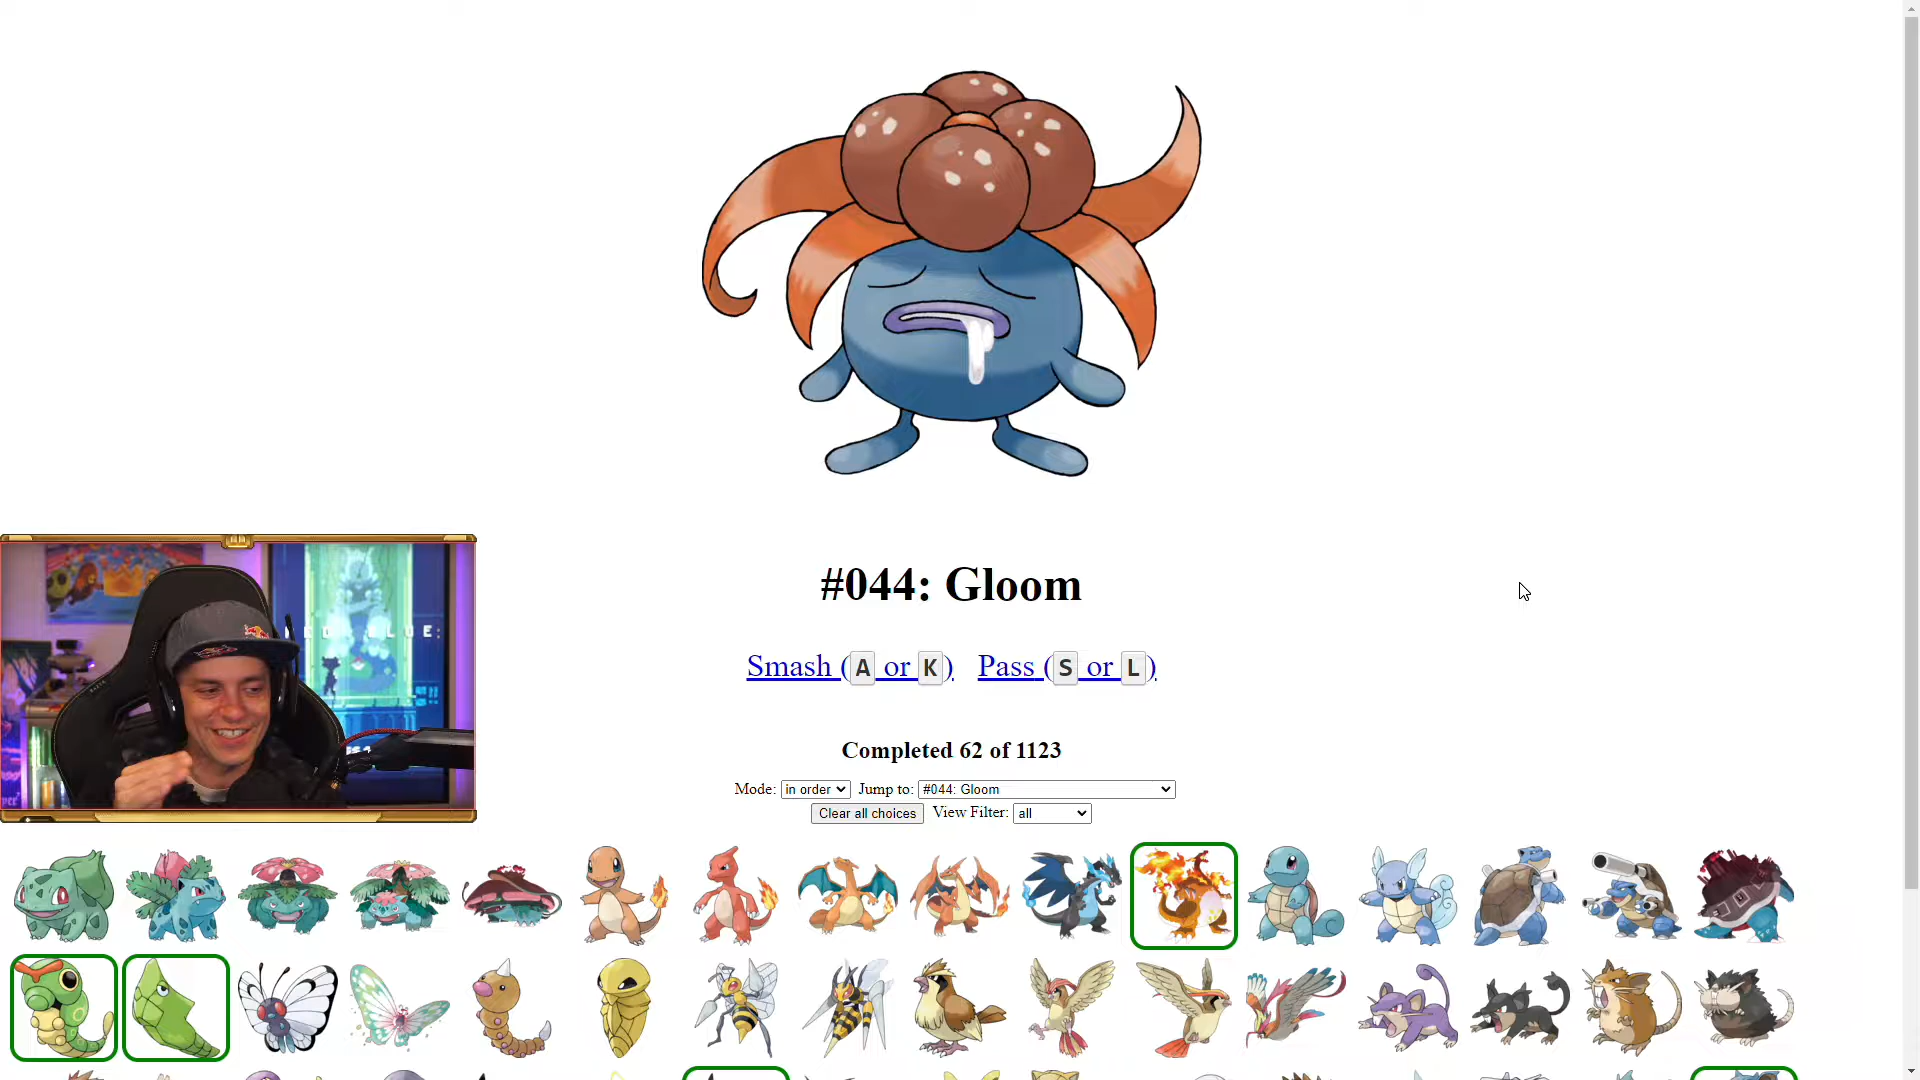 #044: Gloom
Smash (A or K) Pass (S or L)
Completed 62 of 1123
Mode: in order Jump to: #044: Gloom
Clear all choices View Filter: all